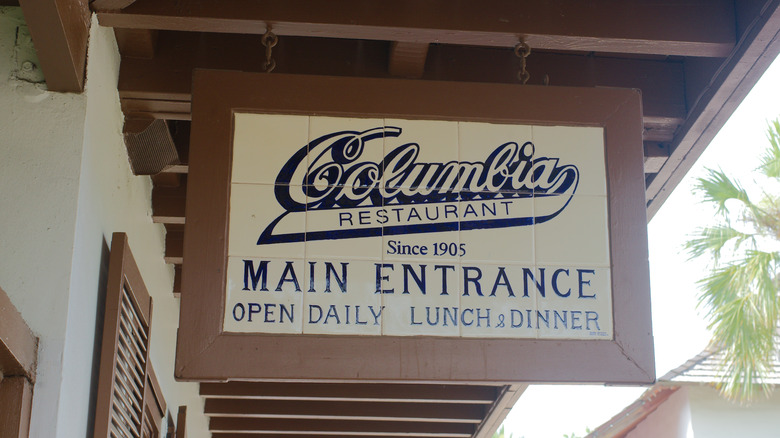 Columbia
RESTAURANT
Since 1905
MAIN ENTRANCE
OPEN DAILY LUNCH & DINNER